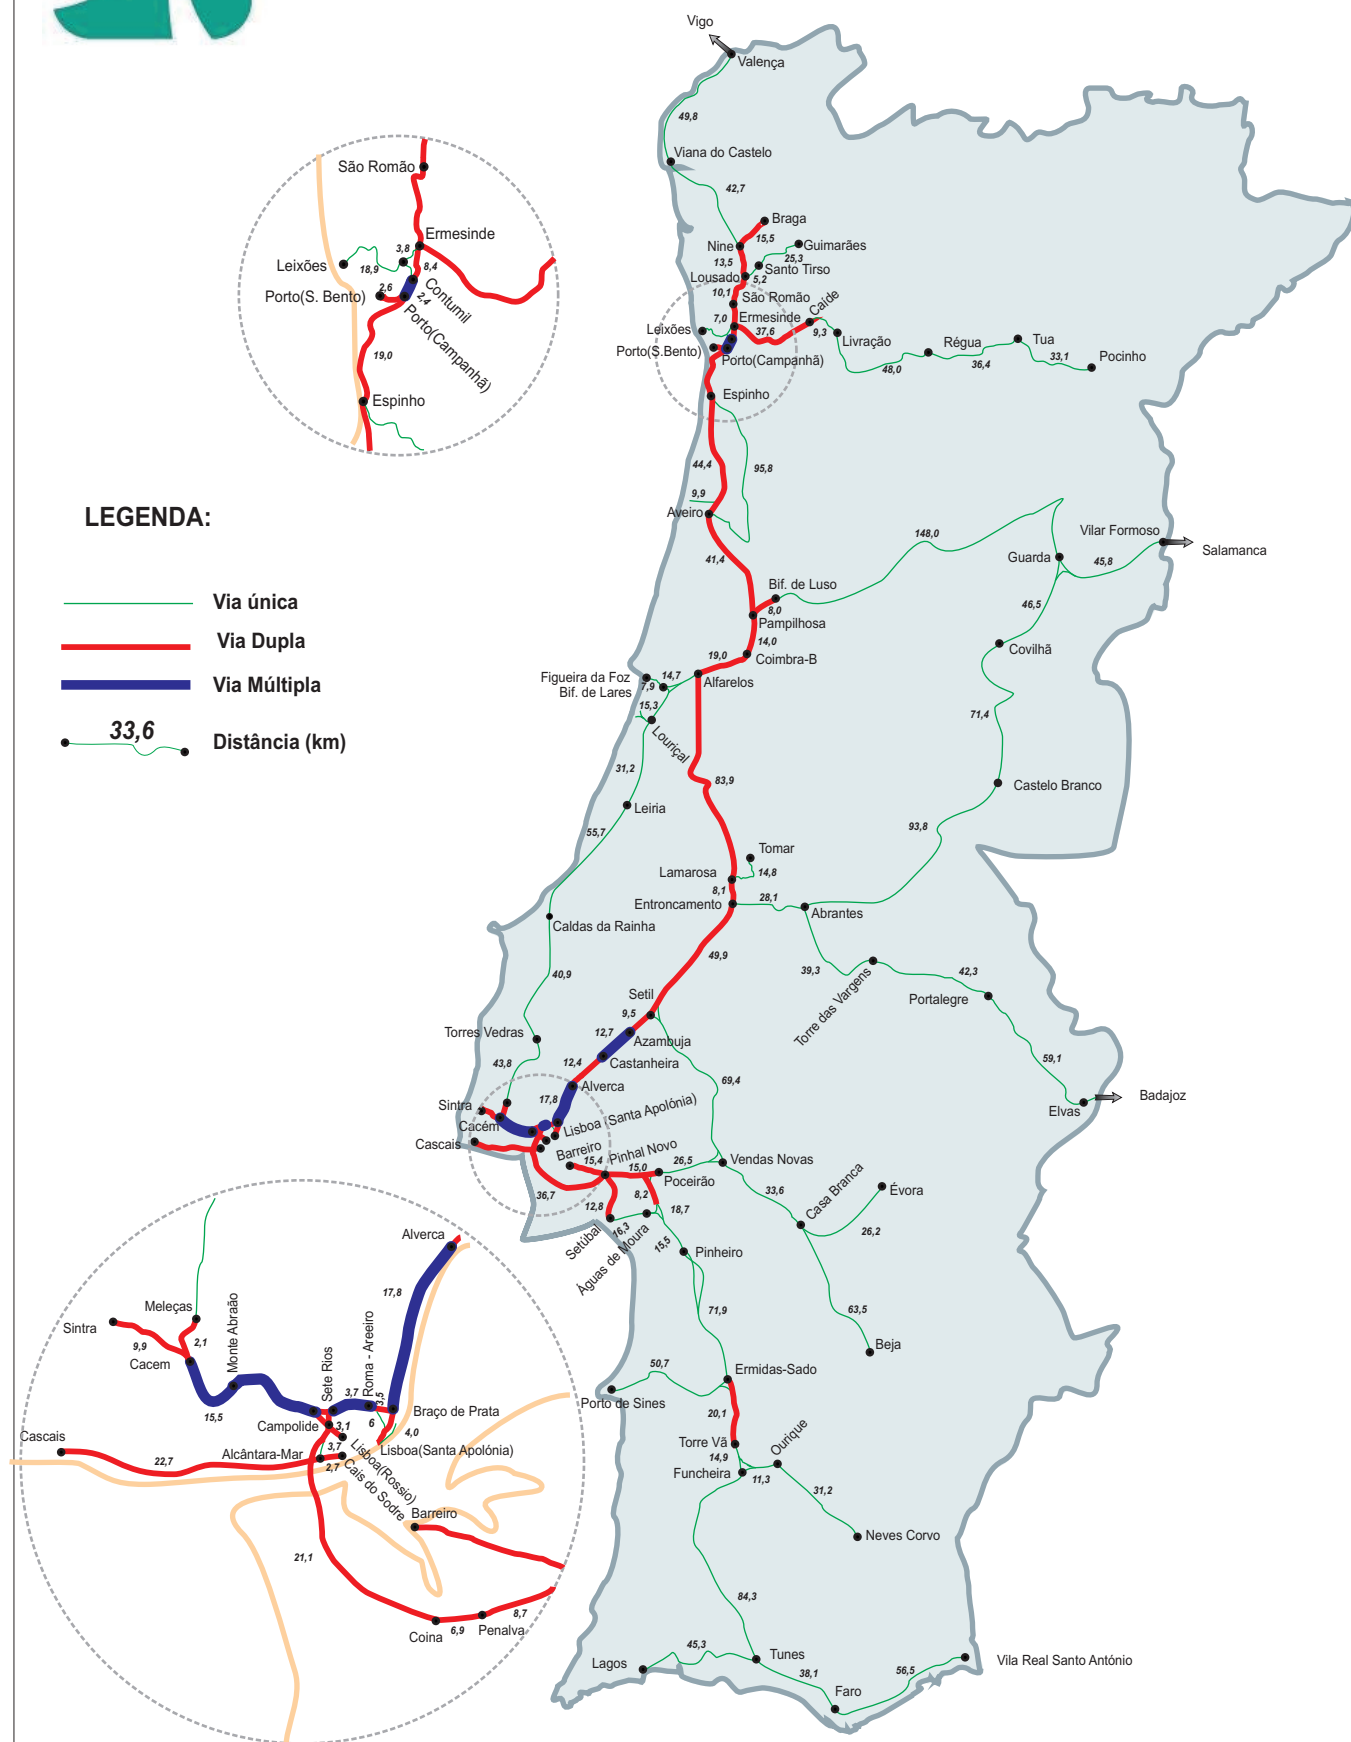 Vigo
Valença
49,8
Viana do Castelo
42,7
Braga
15,5
Nine
Guimarães
25,3
13,5
Santo Tirso
Lousado
5,2
10,1
São Romão
Caíde
7,0
Ermesinde
37,6
9,3
Leixões
Livração
Régua
Tua
Porto(S.Bento)
Porto(Campanhã)
48,0
36,4
33,1
Pocinho
Espinho
44,4
95,8
9,9
Aveiro
41,4
148,0
Vilar Formoso
Salamanca
Guarda
45,8
Bif. de Luso
8,0
46,5
Pampilhosa
14,0
Covilhã
19,0
Coimbra-B
Figueira da Foz
14,7
Alfarelos
7,9
Bif. de Lares
15,3
71,4
Louriçal
31,2
83,9
Castelo Branco
Leiria
55,7
93,8
Tomar
Lamarosa
14,8
8,1
Entroncamento
28,1
Abrantes
Caldas da Rainha
49,9
39,3
42,3
40,9
Torre das Vargens
Portalegre
Setil
9,5
Torres Vedras
12,7
Azambuja
59,1
43,8
12,4
Castanheira
Alverca
Badajoz
69,4
Elvas
Sintra
17,8
Cacém
Lisboa (Santa Apolónia)
Cascais
Barreiro
15,4
Pinhal Novo
15,0
26,5
Vendas Novas
Poceirão
33,6
Casa Branca
Évora
36,7
8,2
12,8
18,7
26,2
Setúbal
16,3
Águas de Moura
15,5
Pinheiro
71,9
63,5
Beja
50,7
Ermidas-Sado
Porto de Sines
20,1
Torre Vã
Ourique
14,9
Funcheira
11,3
31,2
Neves Corvo
84,3
45,3
Lagos
Tunes
38,1
56,5
Vila Real Santo António
Faro
São Romão
Ermesinde
3,8
Leixões
18,9
8,4
Contumil
2,6
Porto(S. Bento)
2,4
Porto(Campanhã)
19,0
Espinho
LEGENDA:
Via única
Via Dupla
Via Múltipla
33,6
Distância (km)
Alverca
17,8
Meleças
Sintra
9,9
2,1
Cacem
Monte Abraão
Sete Rios
Roma - Areeiro
3,7
3,5
15,5
Campolide
6
Braço de Prata
3,1
4,0
Cascais
Alcântara-Mar
3,7
Lisboa(Rossio)
Lisboa(Santa Apolónia)
22,7
2,7
Cais do Sodre
Barreiro
21,1
8,7
Coina
6,9
Penalva